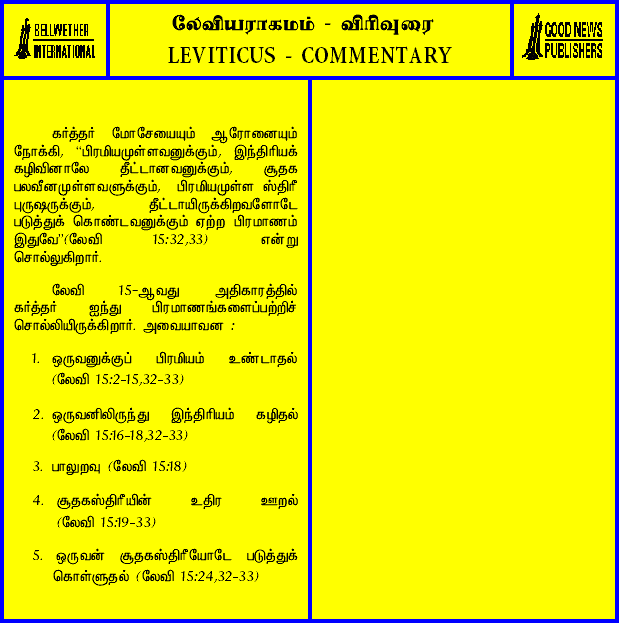 BELLWETHER
INTERNATIONAL
லேவியராகமம் - விரிவுரை
LEVITICUS - COMMENTARY
GOOD NEWS
PUBLISHERS
கர்த்தர் மோசேயையும் ஆரோனையும்
நோக்கி, “பிரமியமுள்ளவனுக்கும், இந்திரியக்
கழிவினாலே தீட்டானவனுக்கும், சூதக
பலவீனமுள்ளவளுக்கும், பிரமியமுள்ள ஸ்திரீ
புருஷருக்கும், தீட்டாயிருக்கிறவளோடே
படுத்துக் கொண்டவனுக்கும் ஏற்ற பிரமாணம்
இதுவே”(லேவி 15:32,33) என்று
சொல்லுகிறார்.
லேவி 15-ஆவது அதிகாரத்தில்
கர்த்தர் ஐந்து பிரமாணங்களைப்பற்றிச்
சொல்லியிருக்கிறார். அவையாவன :
1. ஒருவனுக்குப் பிரமியம் உண்டாதல்
(லேவி 15:2-15,32-33)
2. ஒருவனிலிருந்து இந்திரியம் கழிதல்
(லேவி 15:16-18,32-33)
3. பாலுறவு (லேவி 15:18)
4. சூதகஸ்திரீயின் உதிர ஊறல்
(லேவி 15:19-33)
5. ஒருவன் சூதகஸ்திரீயோடே படுத்துக்
கொள்ளுதல் (லேவி 15:24,32-33)